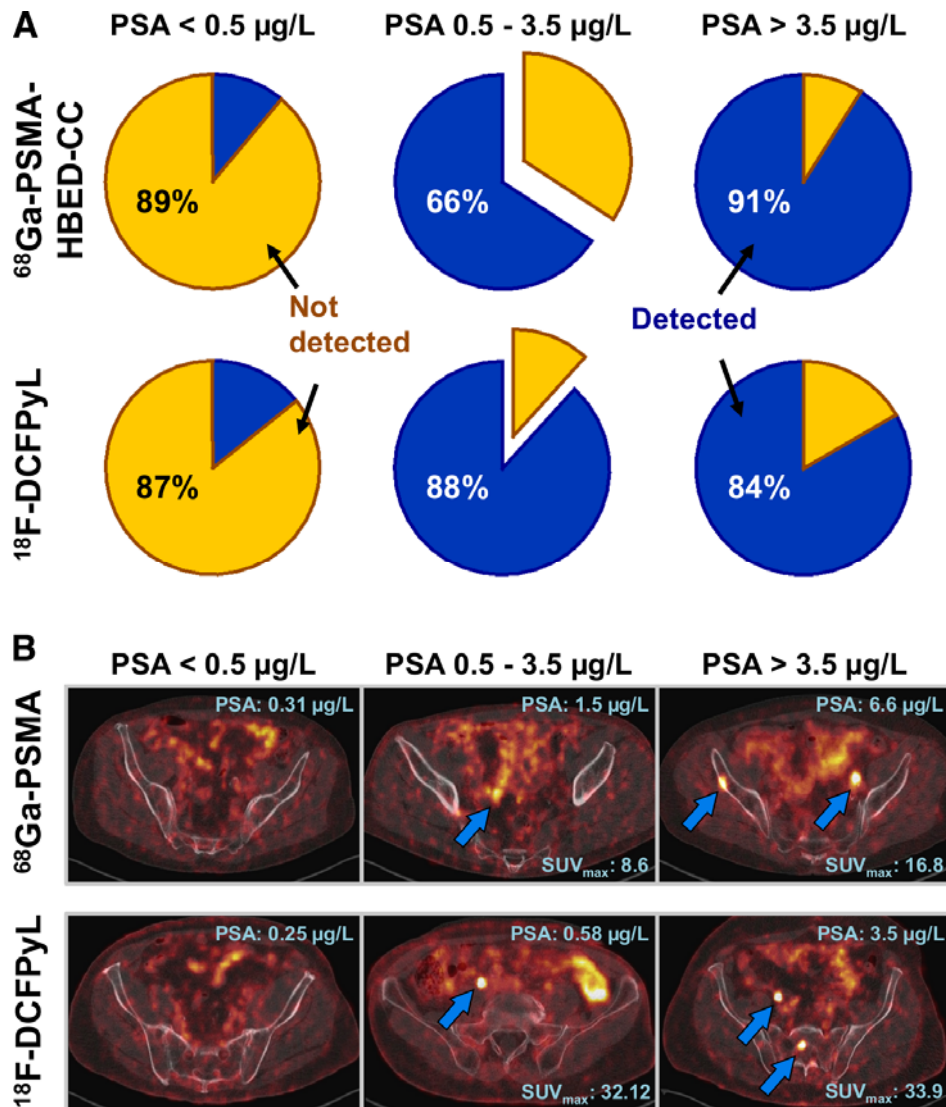 A
PSA < 0.5 µg/L
PSA 0.5 - 3.5 µg/L
PSA > 3.5 µg/L
⁶⁸Ga-PSMA-
HBED-CC
89%
66%
91%
Not
detected
Detected
¹⁸F-DCFPyL
87%
88%
84%
B
PSA < 0.5 µg/L
PSA 0.5 - 3.5 µg/L
PSA > 3.5 µg/L
⁶⁸Ga-PSMA
PSA: 0.31 µg/L
PSA: 1.5 µg/L
SUVmax: 8.6
PSA: 6.6 µg/L
SUVmax: 16.8
¹⁸F-DCFPyL
PSA: 0.25 µg/L
PSA: 0.58 µg/L
SUVmax: 32.12
PSA: 3.5 µg/L
SUVmax: 33.9